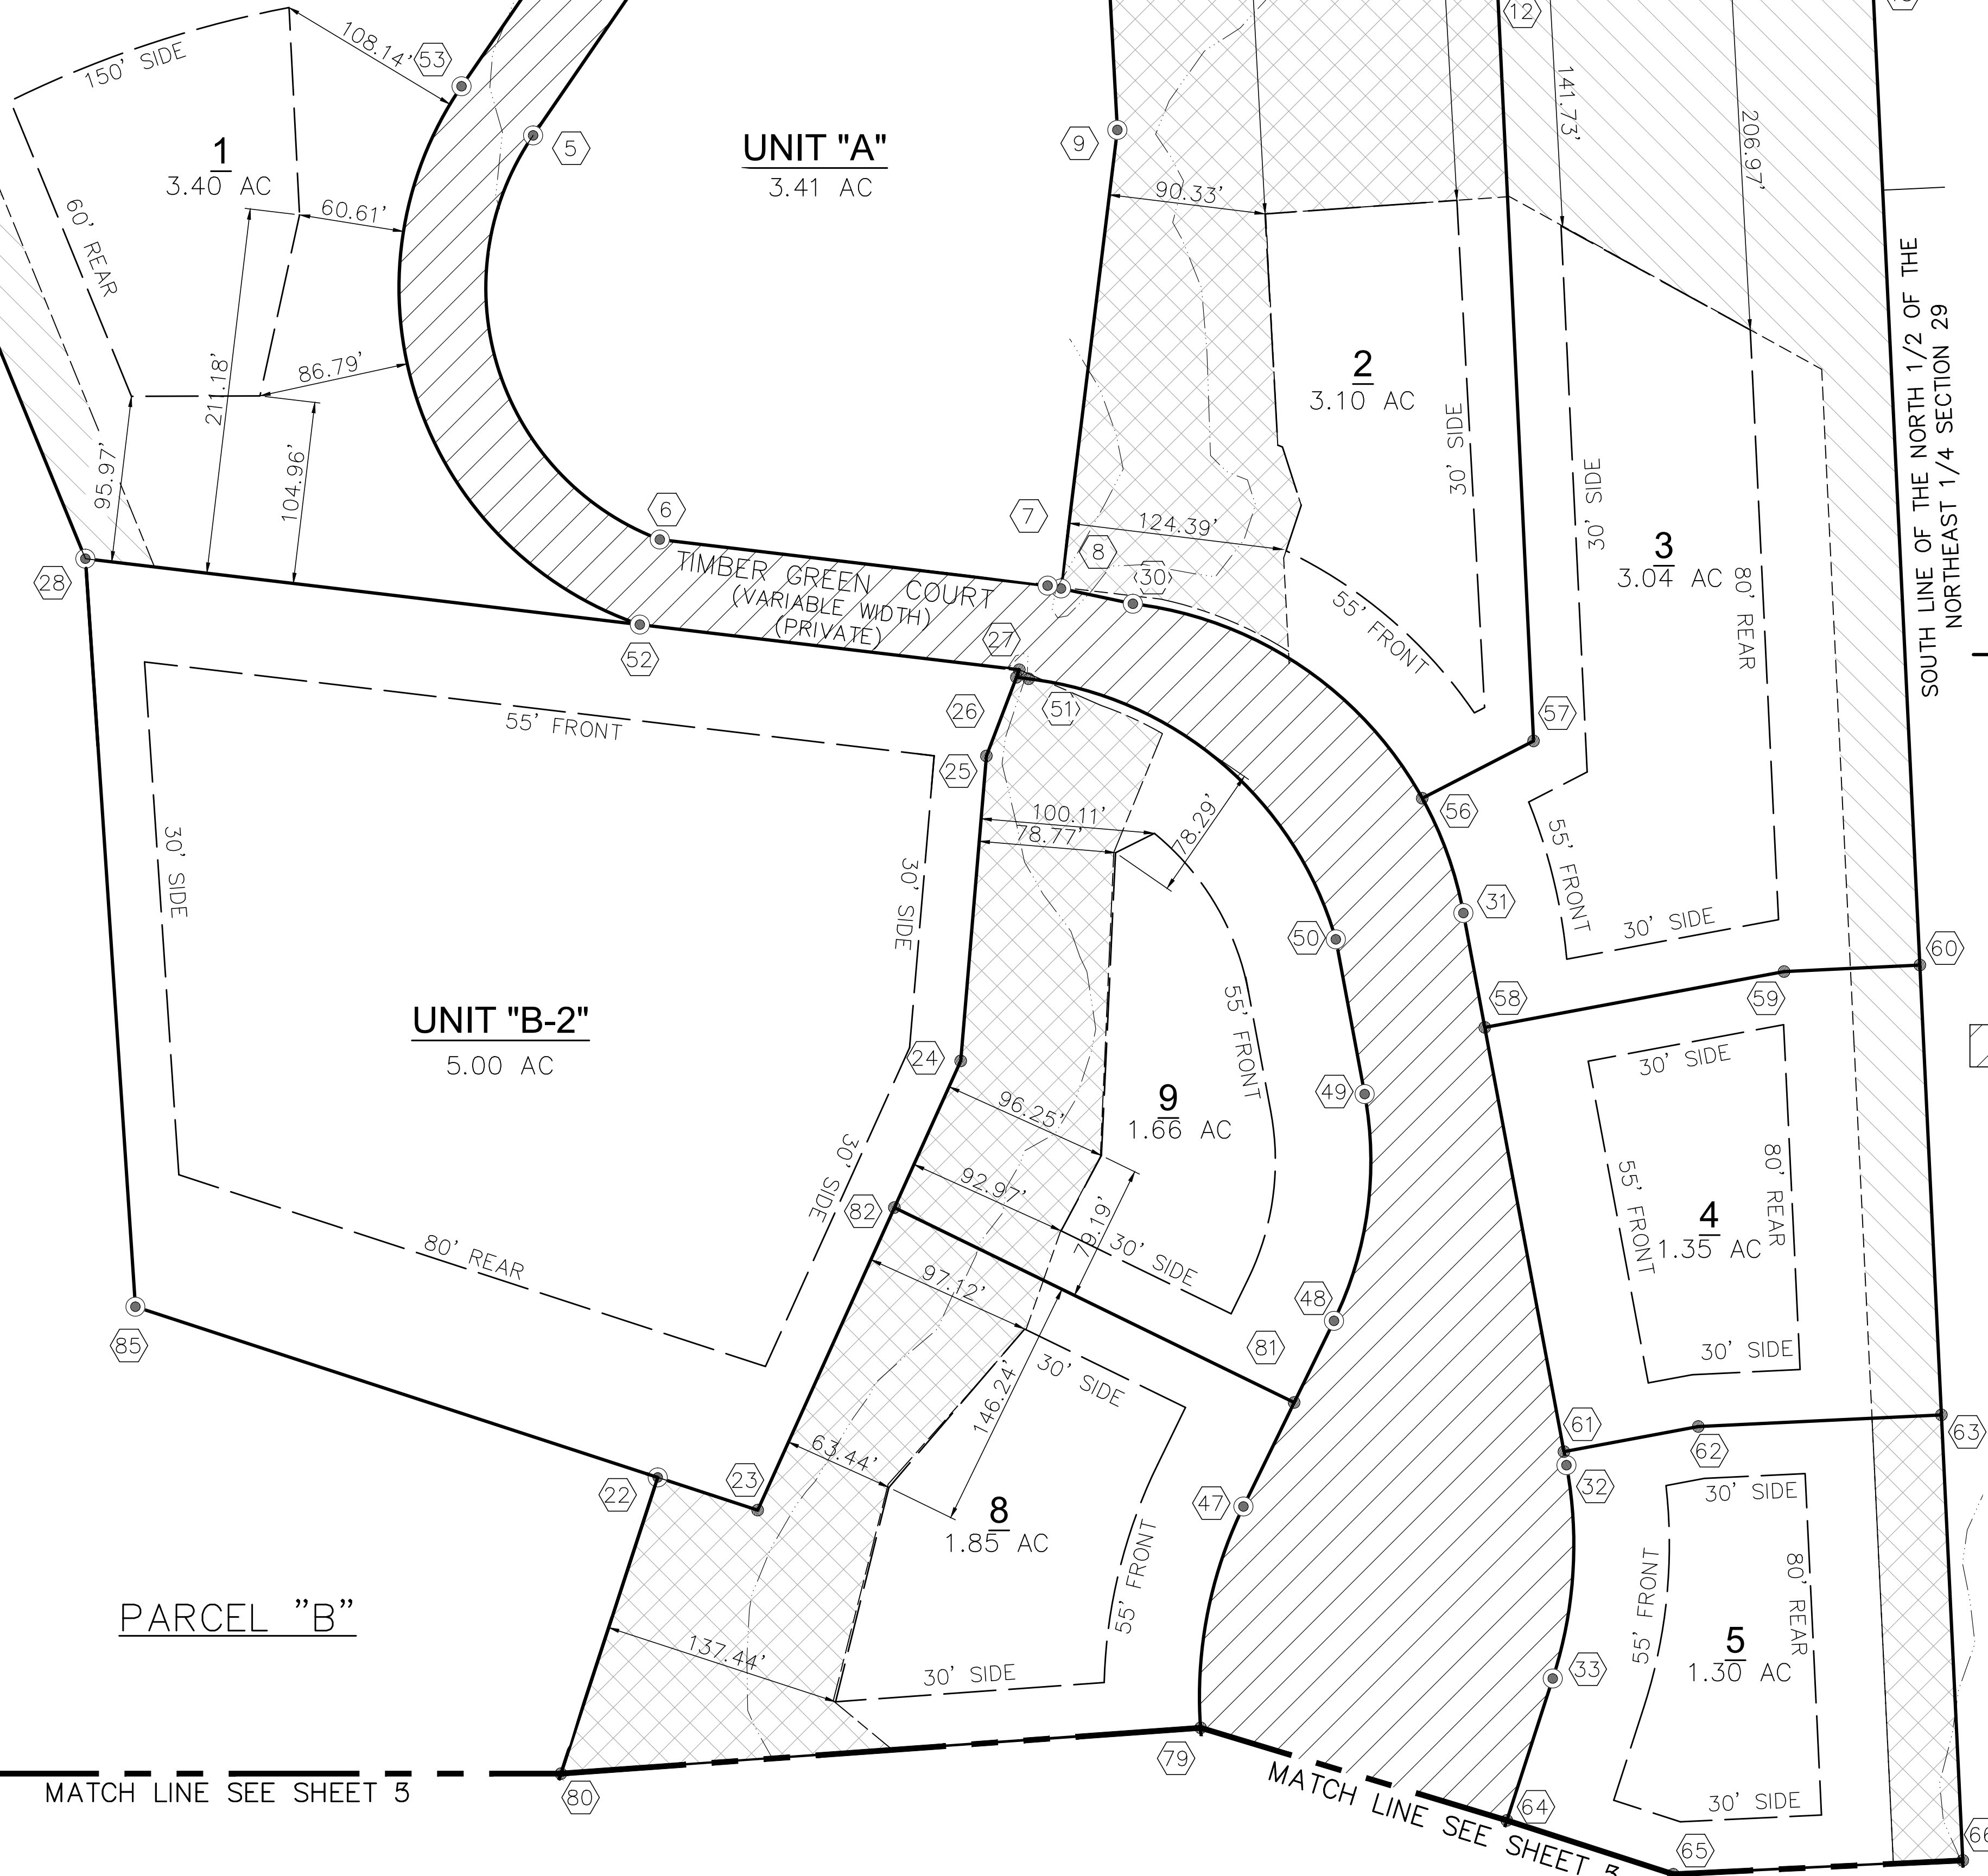 12
108.14'
53
150' SIDE
1
3.40 AC
60' REAR
60.61'
86.79'
211.18'
95.97'
104.96'
5
UNIT "A"
3.41 AC
9
90.33'
141.73'
206.97'
2
3.10 AC
30' SIDE
30' SIDE
3
3.04 AC
80' REAR
SOUTH LINE OF THE NORTH 1/2 OF THE
NORTHEAST 1/4 SECTION 29
6
7
8
30
124.39'
55' FRONT
28
TIMBER GREEN COURT
(VARIABLE WIDTH)
(PRIVATE)
52
27
26
51
25
57
56
55' FRONT
55' FRONT
30' SIDE
30' SIDE
100.11'
78.77'
78.29'
31
50
30' SIDE
60
59
58
UNIT "B-2"
5.00 AC
24
55' FRONT
49
9
1.66 AC
96.25'
92.97'
79.19'
30' SIDE
30' SIDE
55' FRONT
80' REAR
4
1.35 AC
30' SIDE
82
30' SIDE
80' REAR
97.12'
48
81
85
30' SIDE
146.24'
63.44'
61
62
63
22
23
47
32
8
1.85 AC
55' FRONT
30' SIDE
55' FRONT
80' REAR
5
1.30 AC
33
PARCEL "B"
137.44'
30' SIDE
79
MATCH LINE SEE SHEET 3
80
MATCH LINE SEE SHEET
64
30' SIDE
65
66